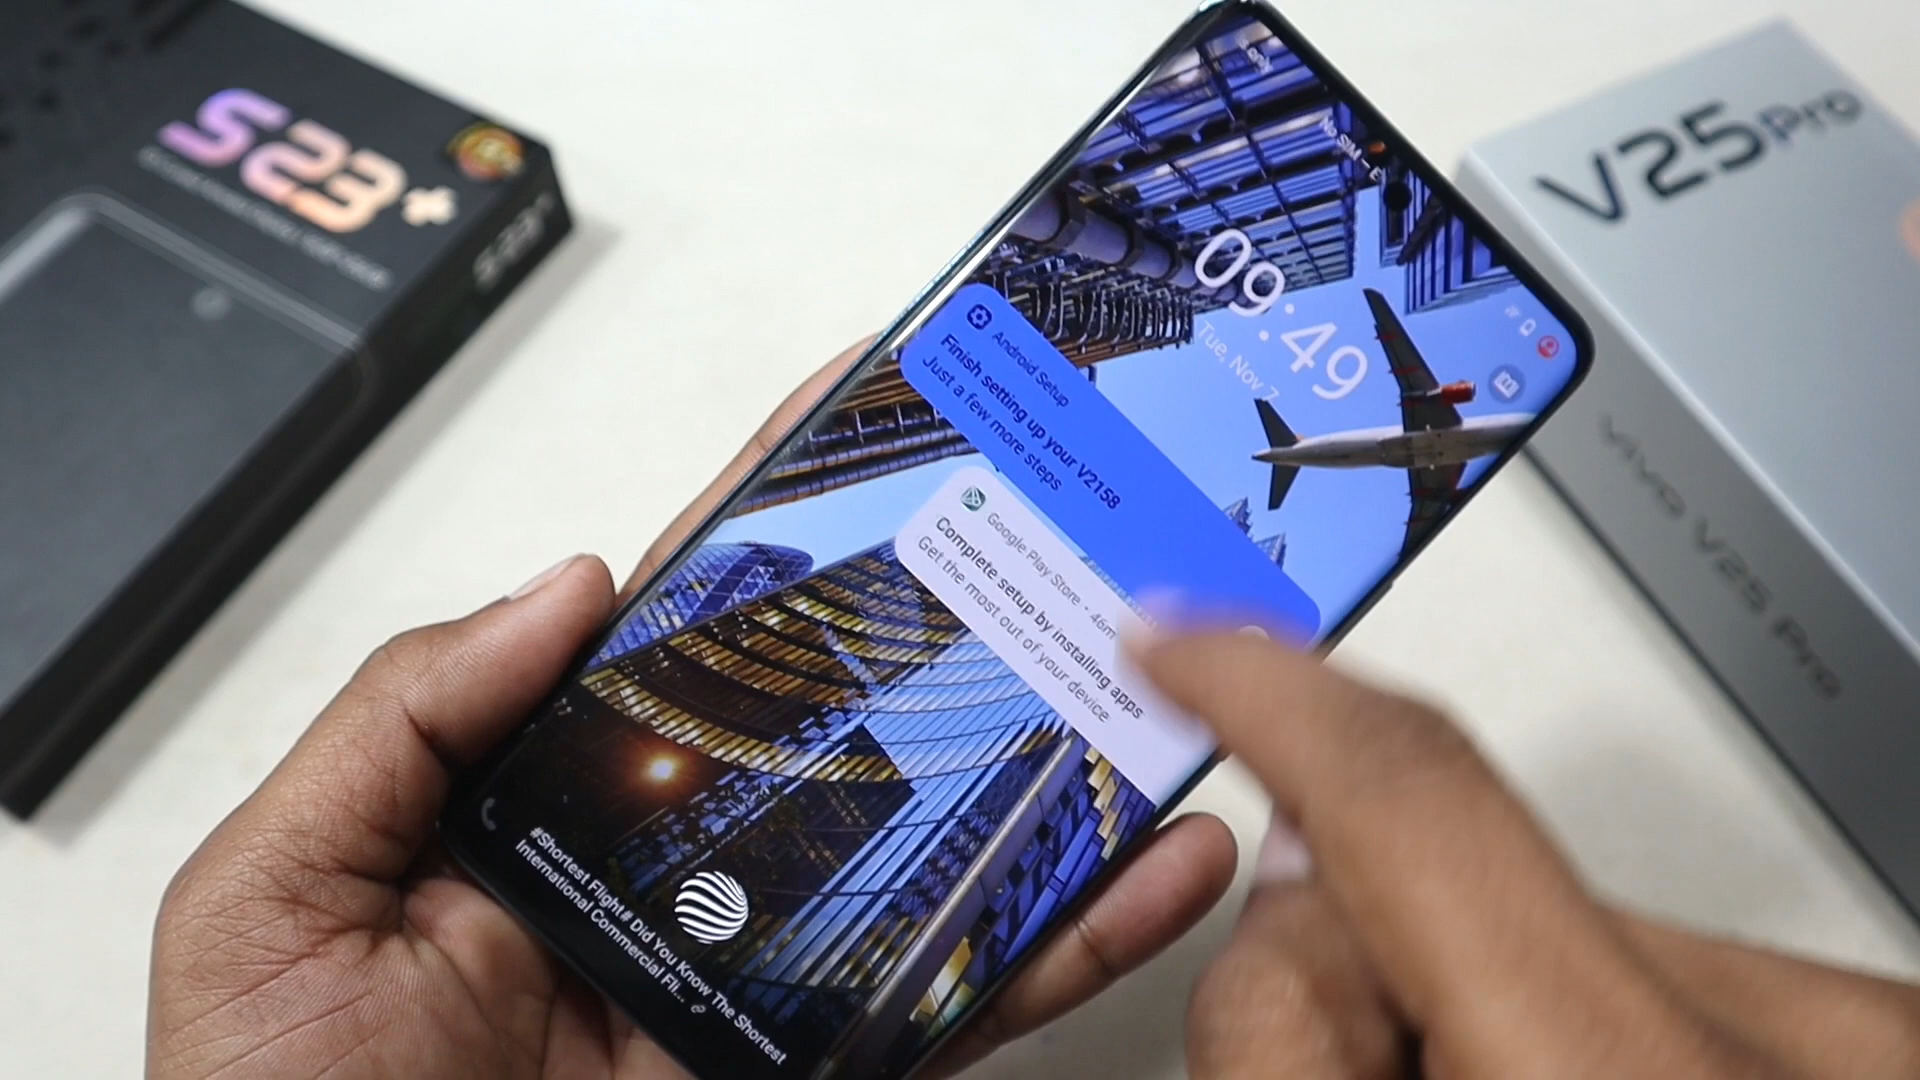 S23+
S23+
V25Pro
vivo V25 Pro
No SIM – E
09:49
Tue, Nov 7
Android Setup
Finish setting up your V2158
Just a few more steps
Google Play Store · 46m
Complete setup by installing apps
Get the most out of your device
#Shortest Flight# Did You Know The Shortest
International Commercial Fli...